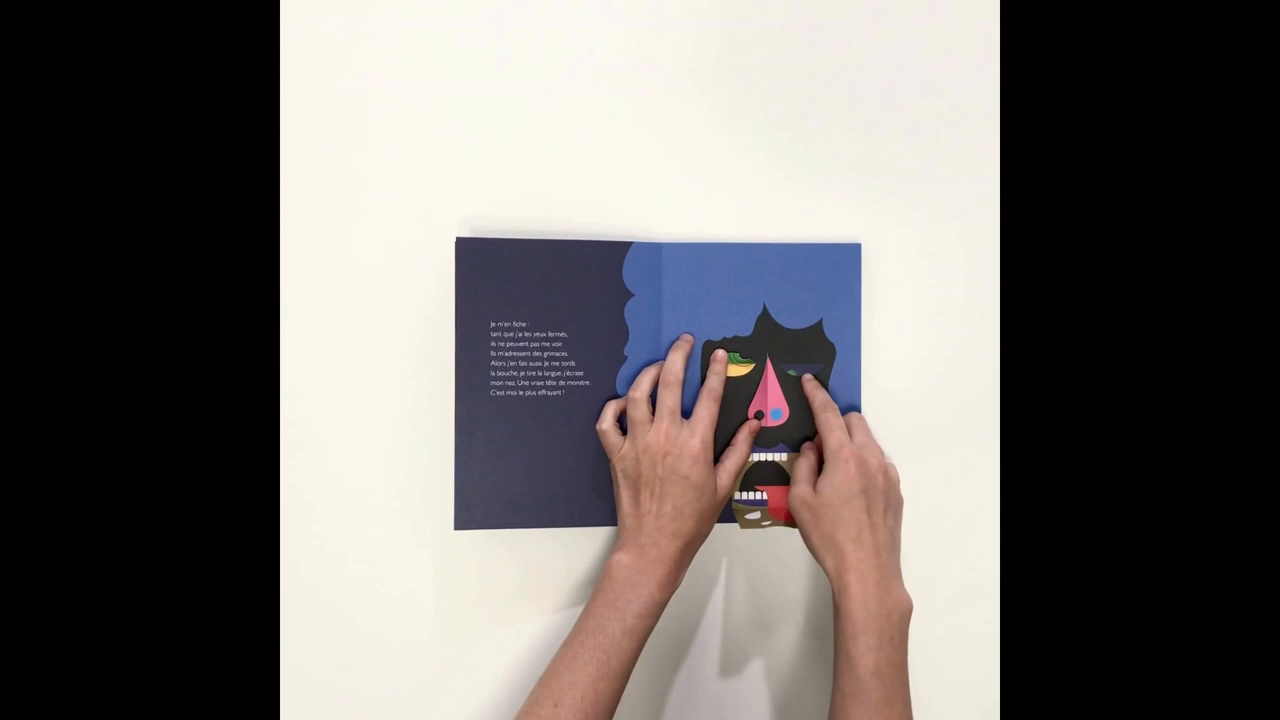 Je m'en fiche :
tant que j'ai les yeux fermés,
ils ne peuvent pas me voir.
Ils m'adressent des grimaces.
Alors j'en fais aussi. Je me tords
la bouche, je tire la langue, j'écrase
mon nez. Une vraie tête de monstre.
C'est moi le plus effrayant !